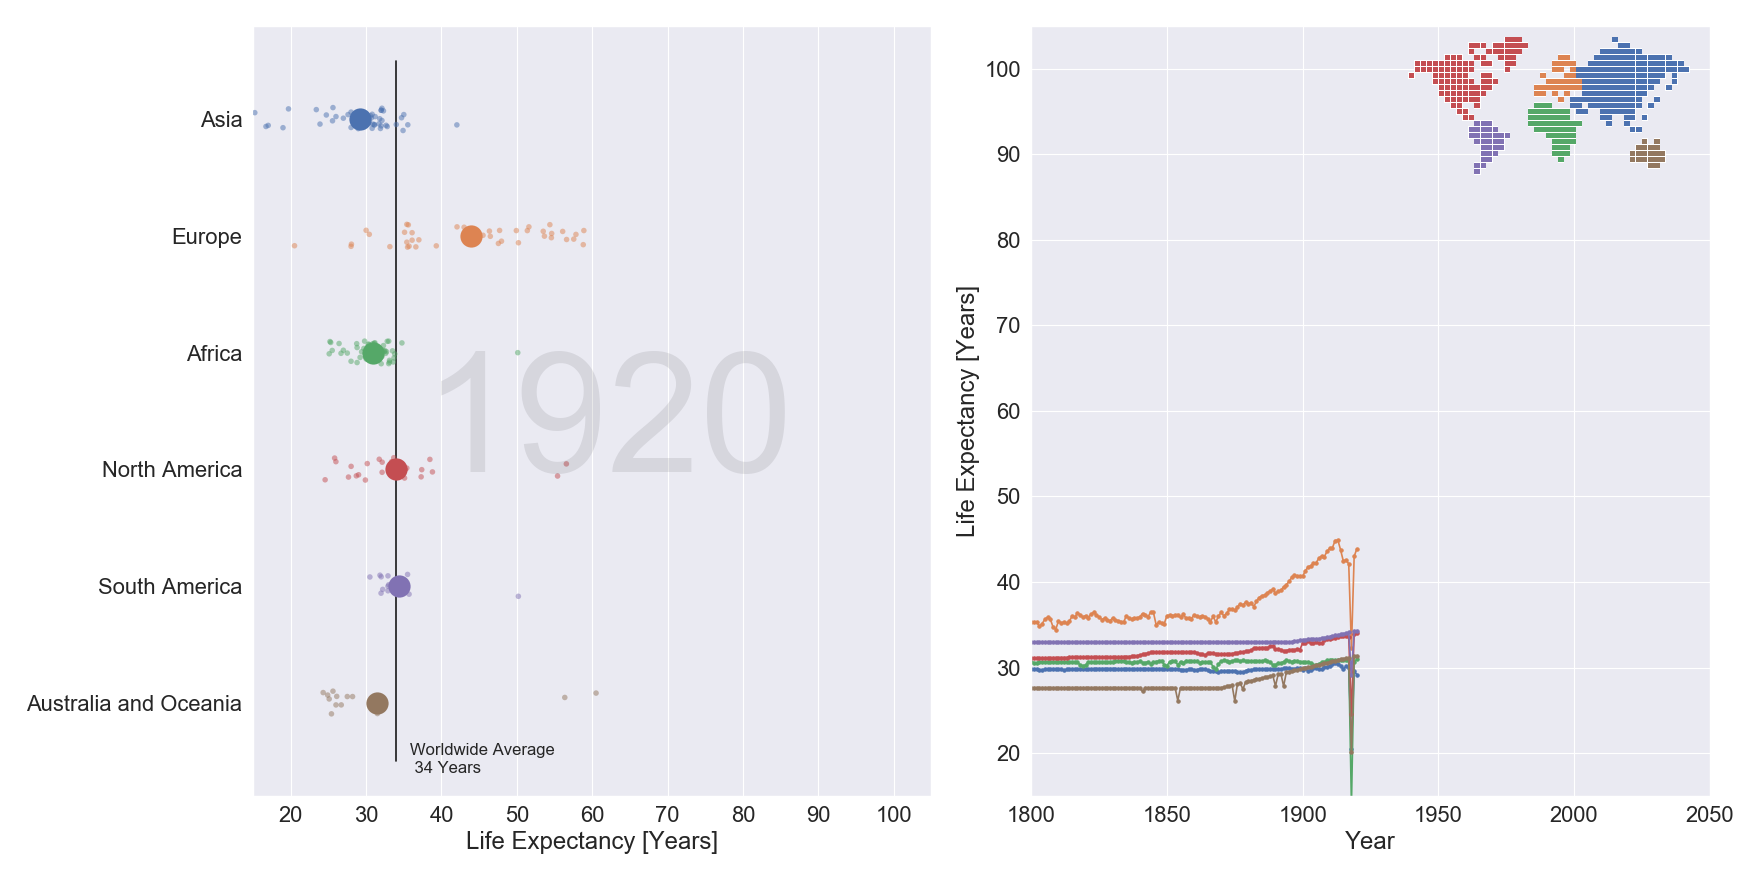 Asia
Europe
Africa
North America
South America
Australia and Oceania
1920
Worldwide Average
34 Years
20 30 40 50 60 70 80 90 100
Life Expectancy [Years]
100
90
80
70
60
50
40
30
20
Life Expectancy [Years]
1800 1850 1900 1950 2000 2050
Year